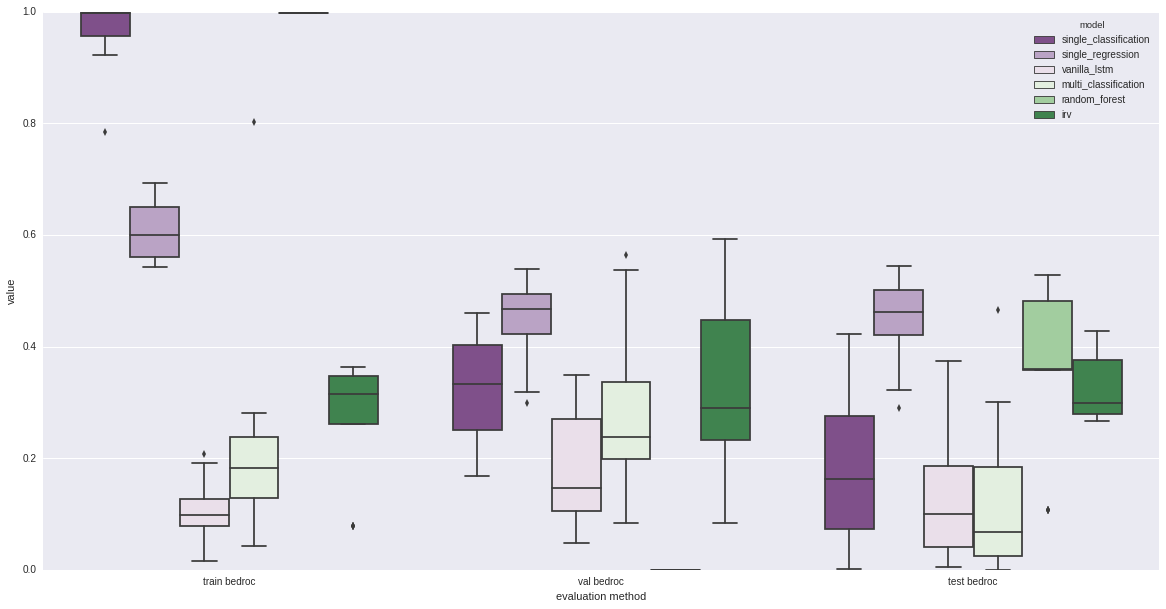 1.0
0.8
0.6
0.4
0.2
0.0
value
model
single_classification
single_regression
vanilla_lstm
multi_classification
random_forest
irv
train bedroc
val bedroc
test bedroc
evaluation method